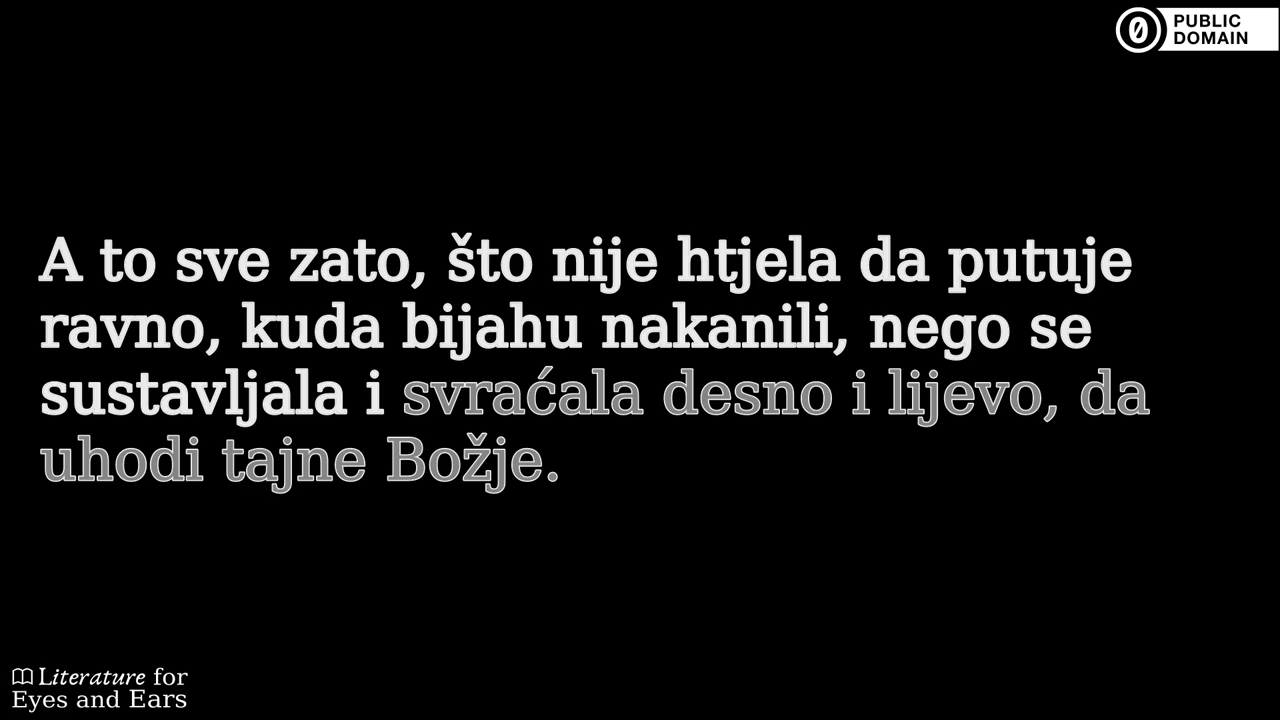 PUBLIC
DOMAIN
A to sve zato, što nije htjela da putuje
ravno, kuda bijahu nakanili, nego se
sustavljala i svraćala desno i lijevo, da
uhodi tajne Božje.
Literature for
Eyes and Ears